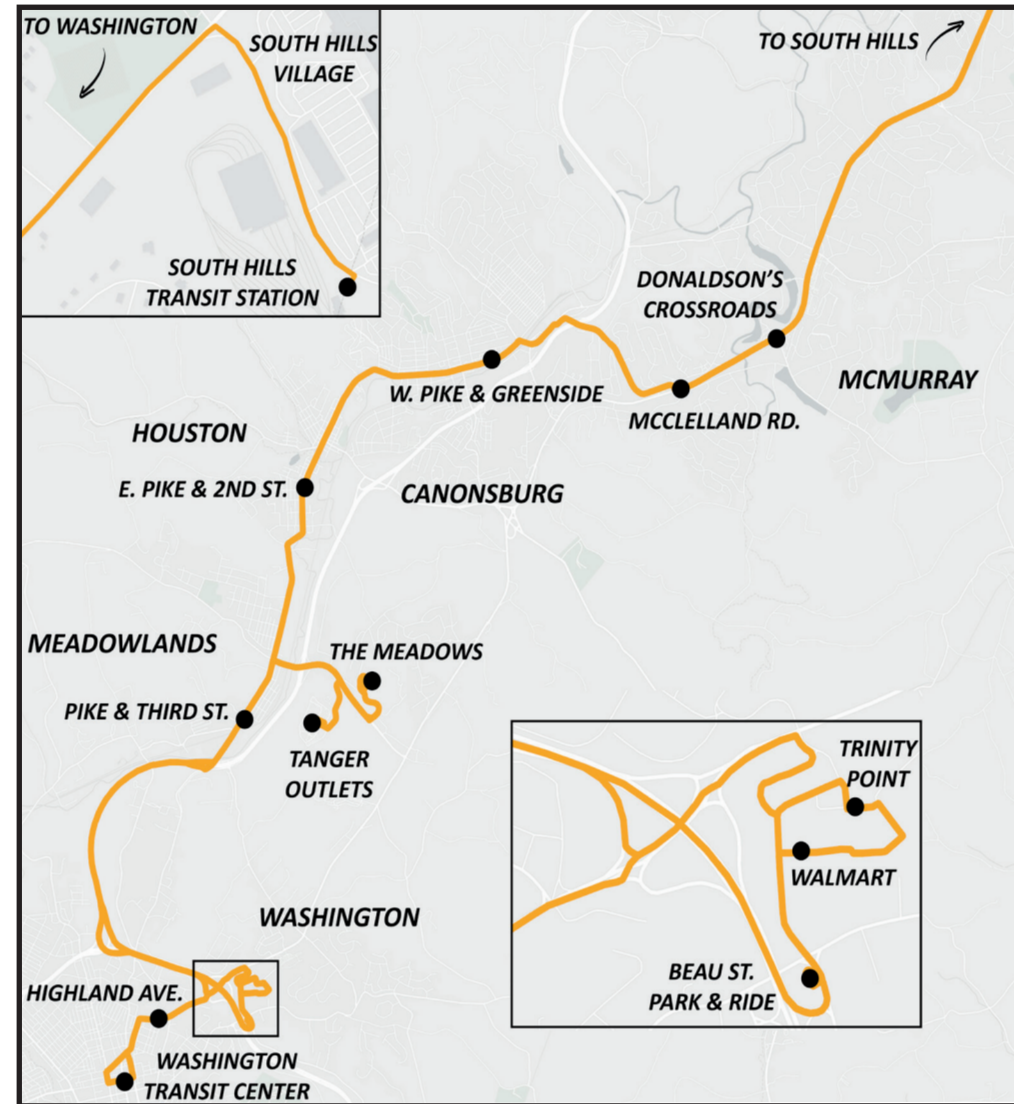 TO WASHINGTON
SOUTH HILLS
VILLAGE
SOUTH HILLS
TRANSIT STATION
TO SOUTH HILLS
DONALDSON'S
CROSSROADS
MCMURRAY
W. PIKE & GREENSIDE
MCCLELLAND RD.
HOUSTON
E. PIKE & 2ND ST.
CANONSBURG
MEADOWLANDS
THE MEADOWS
PIKE & THIRD ST.
TANGER
OUTLETS
TRINITY
POINT
WALMART
BEAU ST.
PARK & RIDE
WASHINGTON
HIGHLAND AVE.
WASHINGTON
TRANSIT CENTER